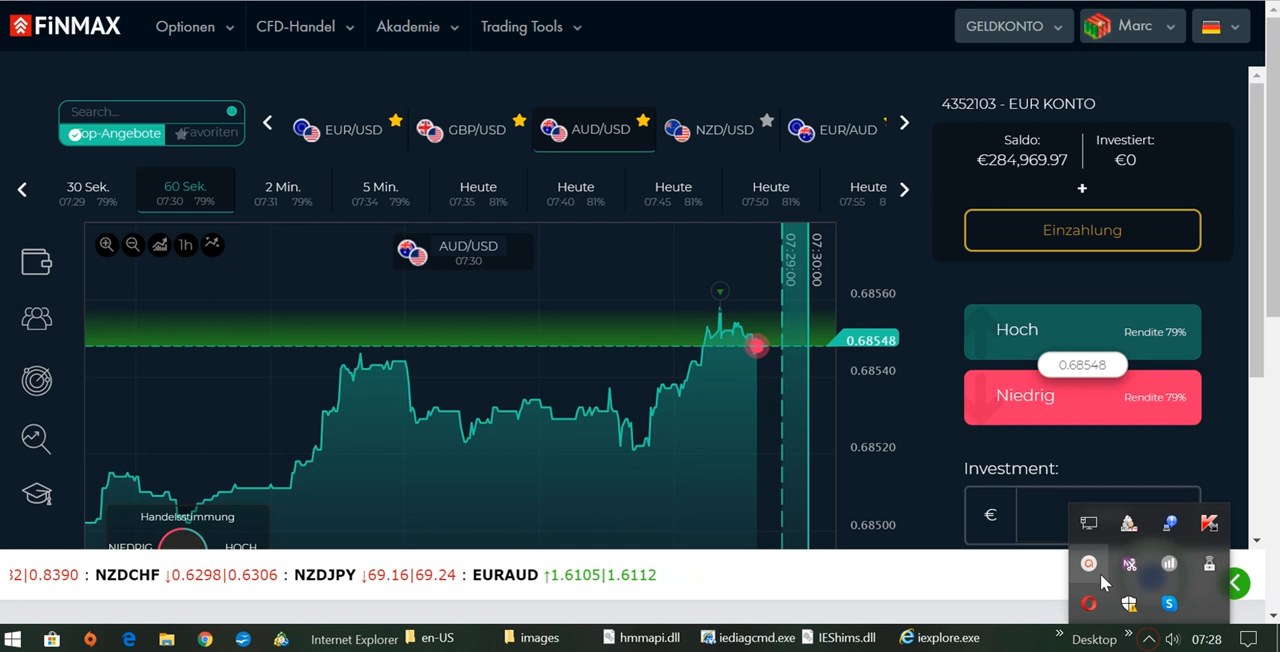 FiNMAX Optionen CFD-Handel Akademie Trading Tools GELDKONTO Marc
Search...
Top-Angebote Favoriten
EUR/USD GBP/USD AUD/USD NZD/USD EUR/AUD
30 Sek. 60 Sek. 2 Min. 5 Min. Heute Heute Heute Heute Heute
07:29 79% 07:30 79% 07:31 79% 07:34 79% 07:35 81% 07:40 81% 07:45 81% 07:50 81% 07:55 8
1h
AUD/USD
07:30
07:29:00
07:30:00
0.68560
0.68548
0.68540
0.68520
0.68500
Handelsstimmung
NIEDRIG HOCH
4352103 - EUR KONTO
Saldo: Investiert:
€284,969.97 €0
+
Einzahlung
Hoch Rendite 79%
0.68548
Niedrig Rendite 79%
Investment:
€
32|0.8390 : NZDCHF ↓0.6298|0.6306 : NZDJPY ↓69.16|69.24 : EURAUD ↑1.6105|1.6112
Internet Explorer en-US images hmmapi.dll iediagcmd.exe IEShims.dll iexplore.exe » Desktop » 07:28